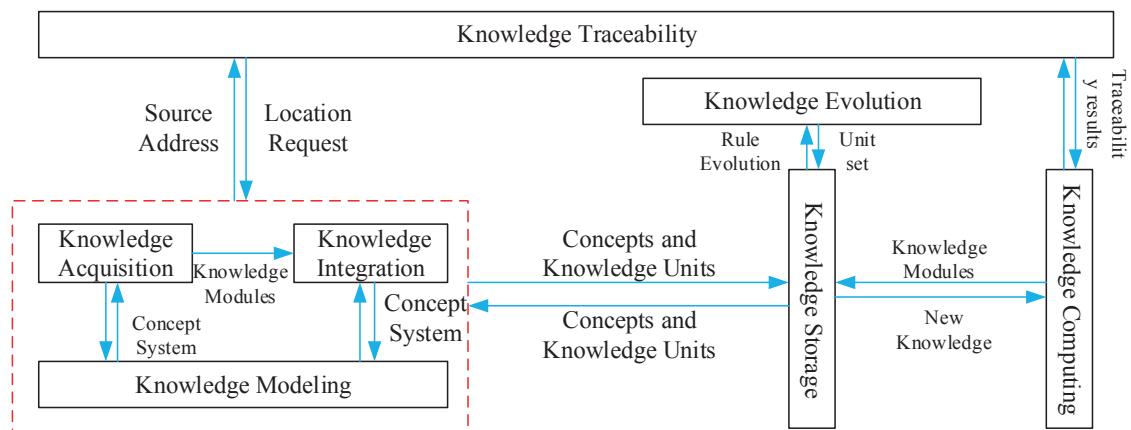 Knowledge Traceability
Source
Address
Location
Request
Traceabilit
y results
Knowledge Evolution
Rule
Evolution
Unit
set
Knowledge
Acquisition
Knowledge
Modules
Knowledge
Integration
Concept
System
Concept
System
Knowledge Modeling
Concepts and
Knowledge Units
Concepts and
Knowledge Units
Knowledge Storage
Knowledge
Modules
New
Knowledge
Knowledge Computing